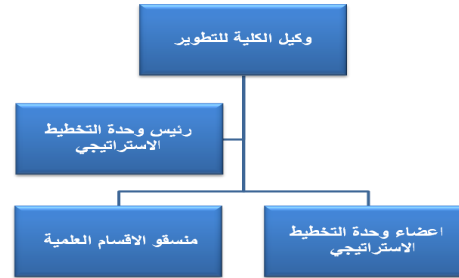 وكيل الكلية للتطوير
رئيس وحدة التخطيط
الاستراتيجي
اعضاء وحدة التخطيط
الاستراتيجي
منسقو الاقسام العلمية